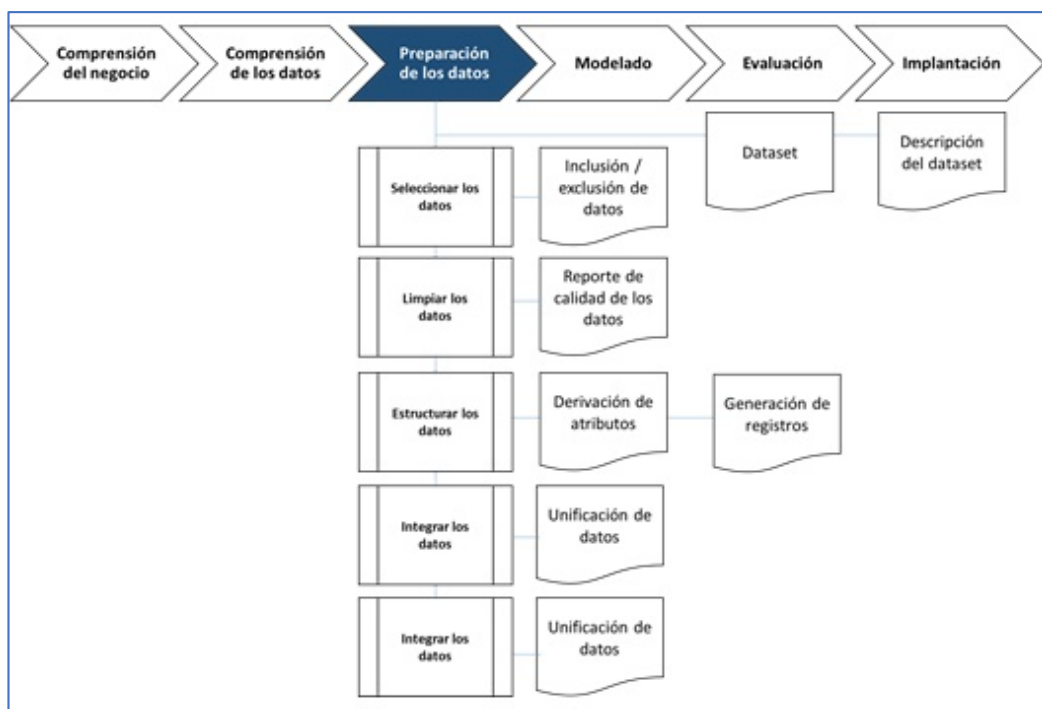 Comprensión
del negocio
Comprensión
de los datos
Preparación
de los datos
Modelado
Evaluación
Implantación
Dataset
Descripción
del dataset
Seleccionar los
datos
Inclusión /
exclusión de
datos
Limpiar los
datos
Reporte de
calidad de los
datos
Estructurar los
datos
Derivación de
atributos
Generación de
registros
Integrar los
datos
Unificación de
datos
Integrar los
datos
Unificación de
datos